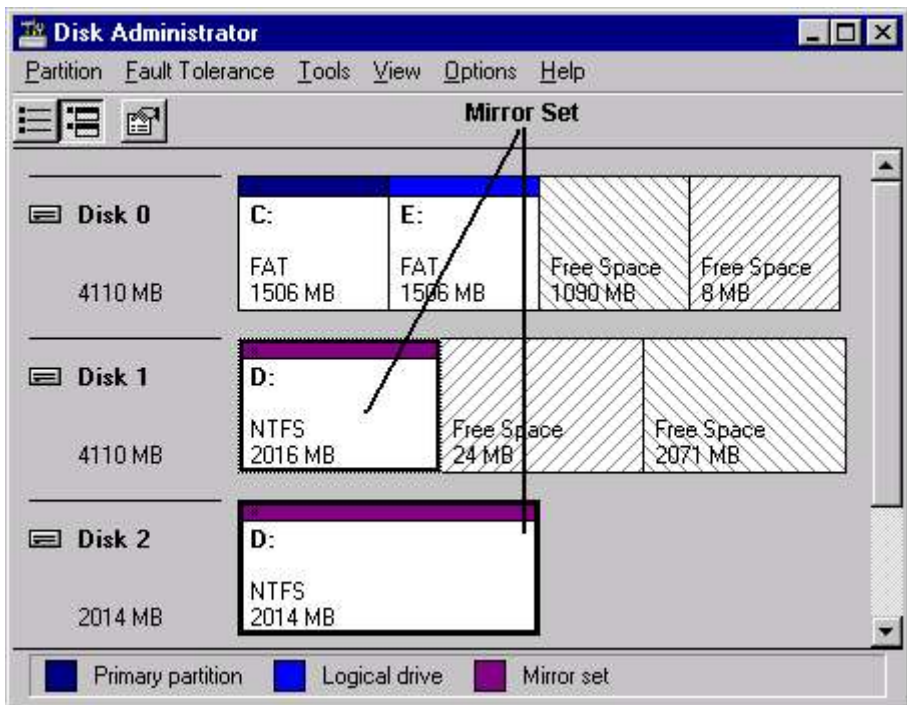 Disk Administrator
Partition Fault Tolerance Tools View Options Help
Mirror Set
Disk 0
4110 MB
C:
FAT
1506 MB
E:
FAT
1506 MB
Free Space
1090 MB
Free Space
8 MB
Disk 1
4110 MB
D:
NTFS
2016 MB
Free Space
24 MB
Free Space
2071 MB
Disk 2
2014 MB
D:
NTFS
2014 MB
Primary partition Logical drive Mirror set